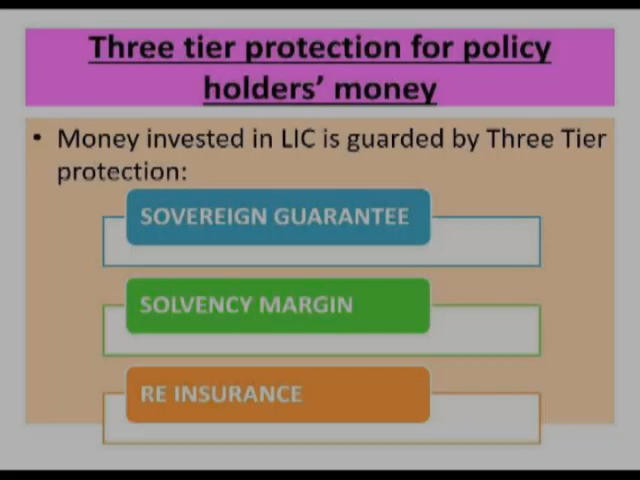 Three tier protection for policy
holders’ money
• Money invested in LIC is guarded by Three Tier
protection:
SOVEREIGN GUARANTEE
SOLVENCY MARGIN
RE INSURANCE